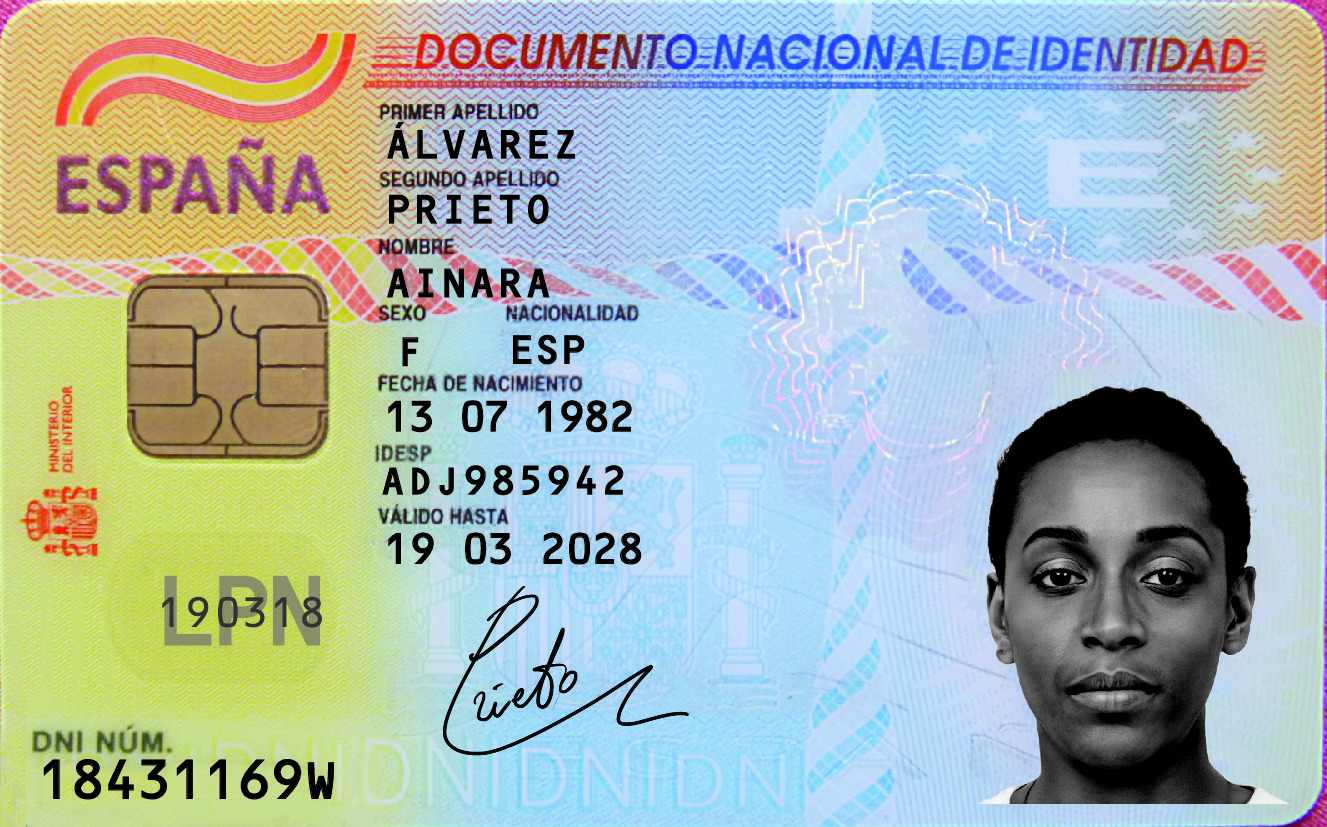 DOCUMENTO NACIONAL DE IDENTIDAD
ESPAÑA
PRIMER APELLIDO
ÁLVAREZ
SEGUNDO APELLIDO
PRIETO
NOMBRE
AINARA
SEXO NACIONALIDAD
F ESP
FECHA DE NACIMIENTO
13 07 1982
IDESP
ADJ985942
VÁLIDO HASTA
19 03 2028
MINISTERIO
DEL INTERIOR
E
LPN
190318
Prieto
DNI NÚM.
18431169W
DNIDNIDNIDNI